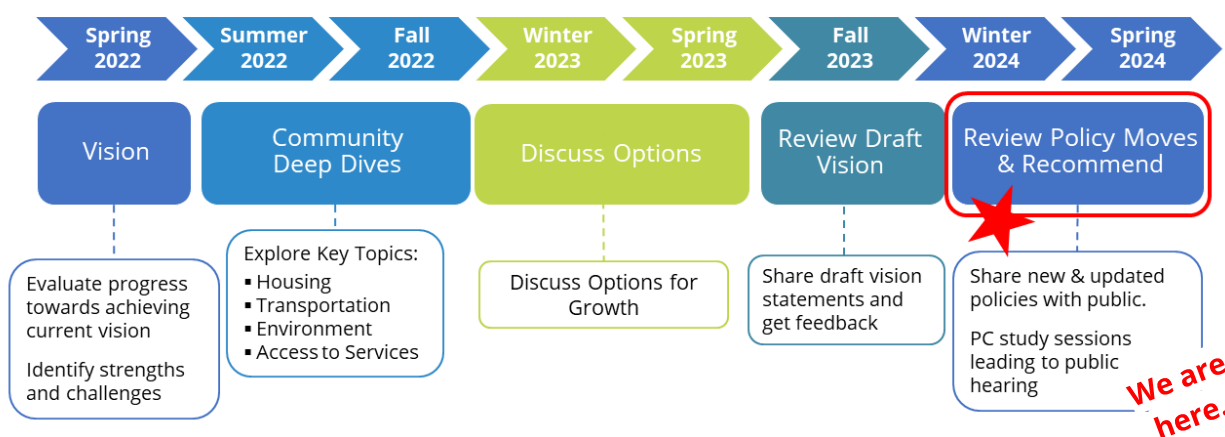 Spring
2022
Summer
2022
Fall
2022
Winter
2023
Spring
2023
Fall
2023
Winter
2024
Spring
2024
Vision
Community
Deep Dives
Discuss Options
Review Draft
Vision
Review Policy Moves
& Recommend
Evaluate progress
towards achieving
current vision
Identify strengths
and challenges
Explore Key Topics:
▪ Housing
▪ Transportation
▪ Environment
▪ Access to Services
Discuss Options for
Growth
Share draft vision
statements and
get feedback
Share new & updated
policies with public.
PC study sessions
leading to public
hearing
We are
here.